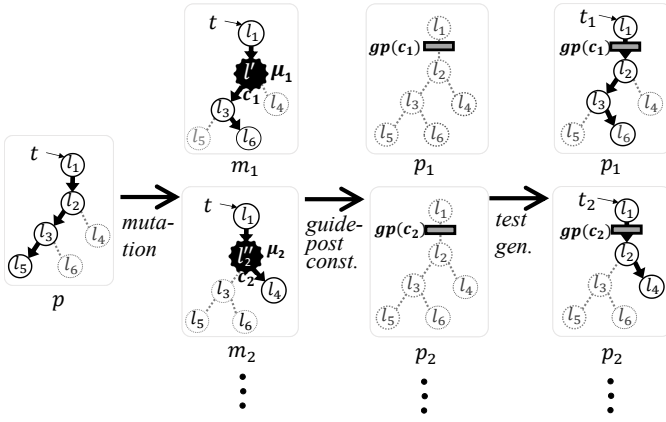 t
l₁
l₂
l₃
l₄
l₅
l₆
p
muta-
tion
t
l₁
l' μ₁
c₁
l₃
l₄
l₅
l₆
m₁
t
l₁
l₂'' μ₂
c₂
l₃
l₄
l₅
l₆
m₂
guide-
post
const.
l₁
gp(c₁)
l₂
l₃
l₄
l₅
l₆
p₁
l₁
gp(c₂)
l₂
l₃
l₄
l₅
l₆
p₂
test
gen.
t₁
l₁
gp(c₁)
l₂
l₃
l₄
l₅
l₆
p₁
t₂
l₁
gp(c₂)
l₂
l₃
l₄
l₅
l₆
p₂